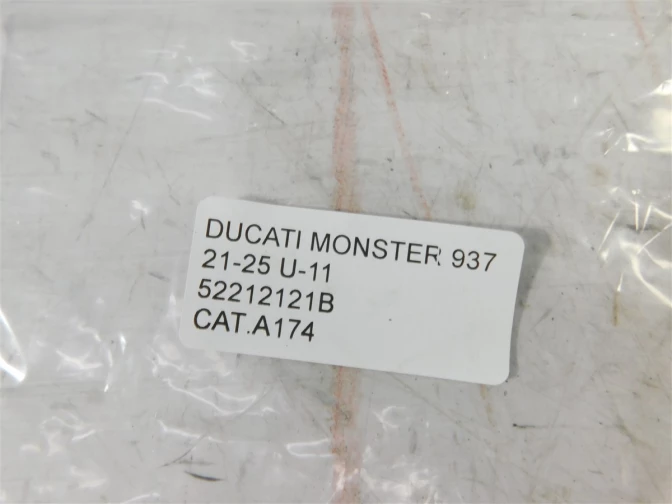 DUCATI MONSTER 937
21-25 U-11
52212121B
CAT.A174